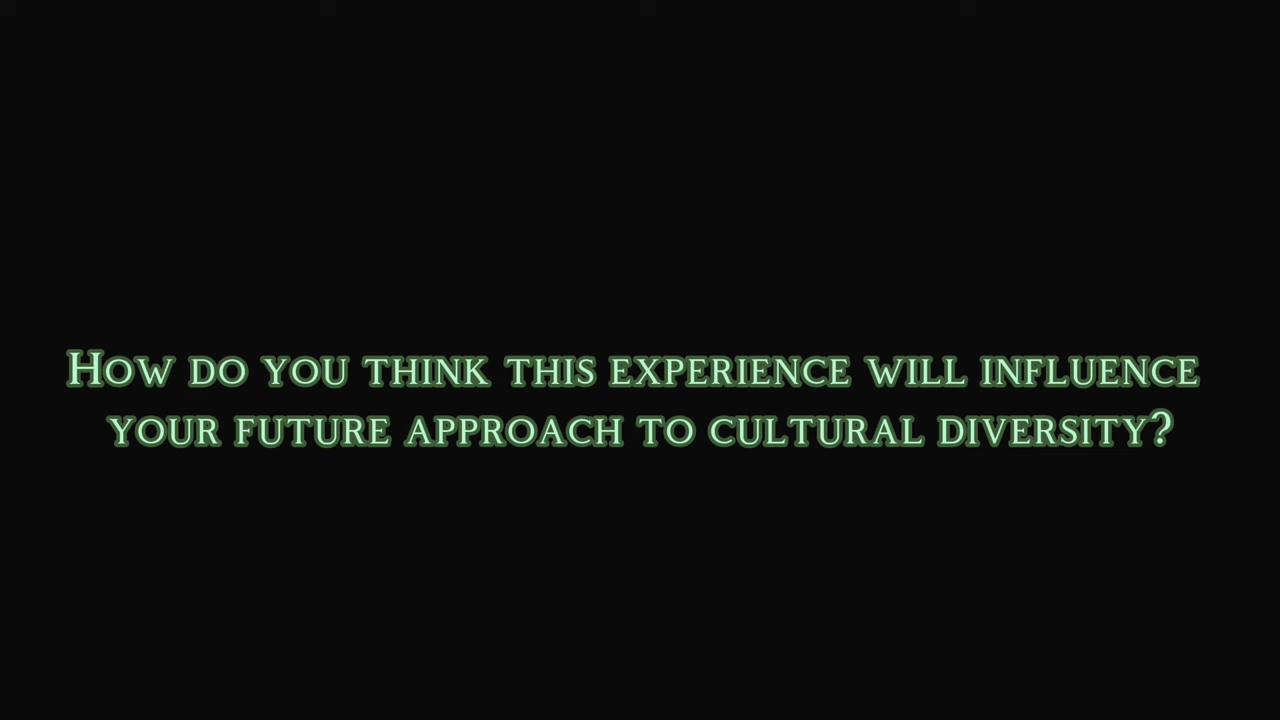 How do you think this experience will influence
your future approach to cultural diversity?